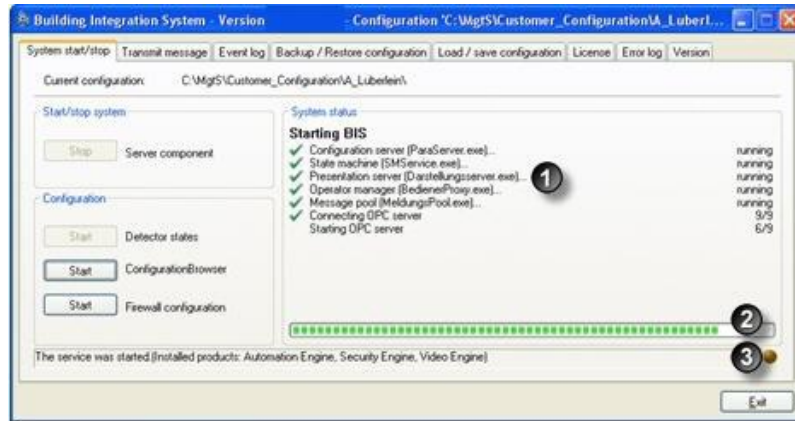 Building Integration System - Version - Configuration 'C:\MgtS\Customer_Configuration\A_Luberl...
System start/stop Transmit message Event log Backup / Restore configuration Load / save configuration License Error log Version
Current configuration: C:\MgtS\Customer_Configuration\A_Luberlein\
Start/stop system
Stop Server component
Configuration
Start Detector states
Start ConfigurationBrowser
Start Firewall configuration
System status
Starting BIS
Configuration server (ParaServer.exe)... running
State machine (SMService.exe)... running
Presentation server (Darstellungsserver.exe)... running
1
Operator manager (BedienerProxy.exe)... running
Message pool (MeldungsPool.exe)... running
Connecting OPC server 9/9
Starting OPC server 6/9
2
The service was started.(Installed products: Automation Engine, Security Engine, Video Engine)
3
Exit